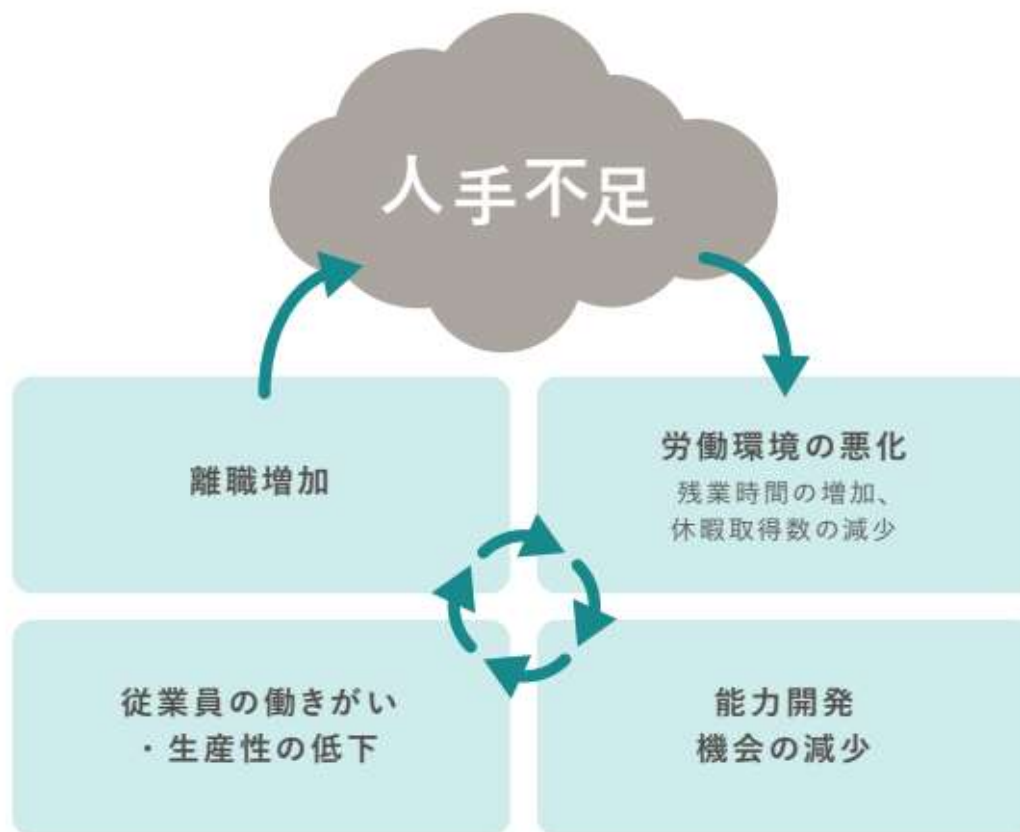 人手不足
離職増加
労働環境の悪化
残業時間の増加、
休暇取得数の減少
従業員の働きがい
・生産性の低下
能力開発
機会の減少